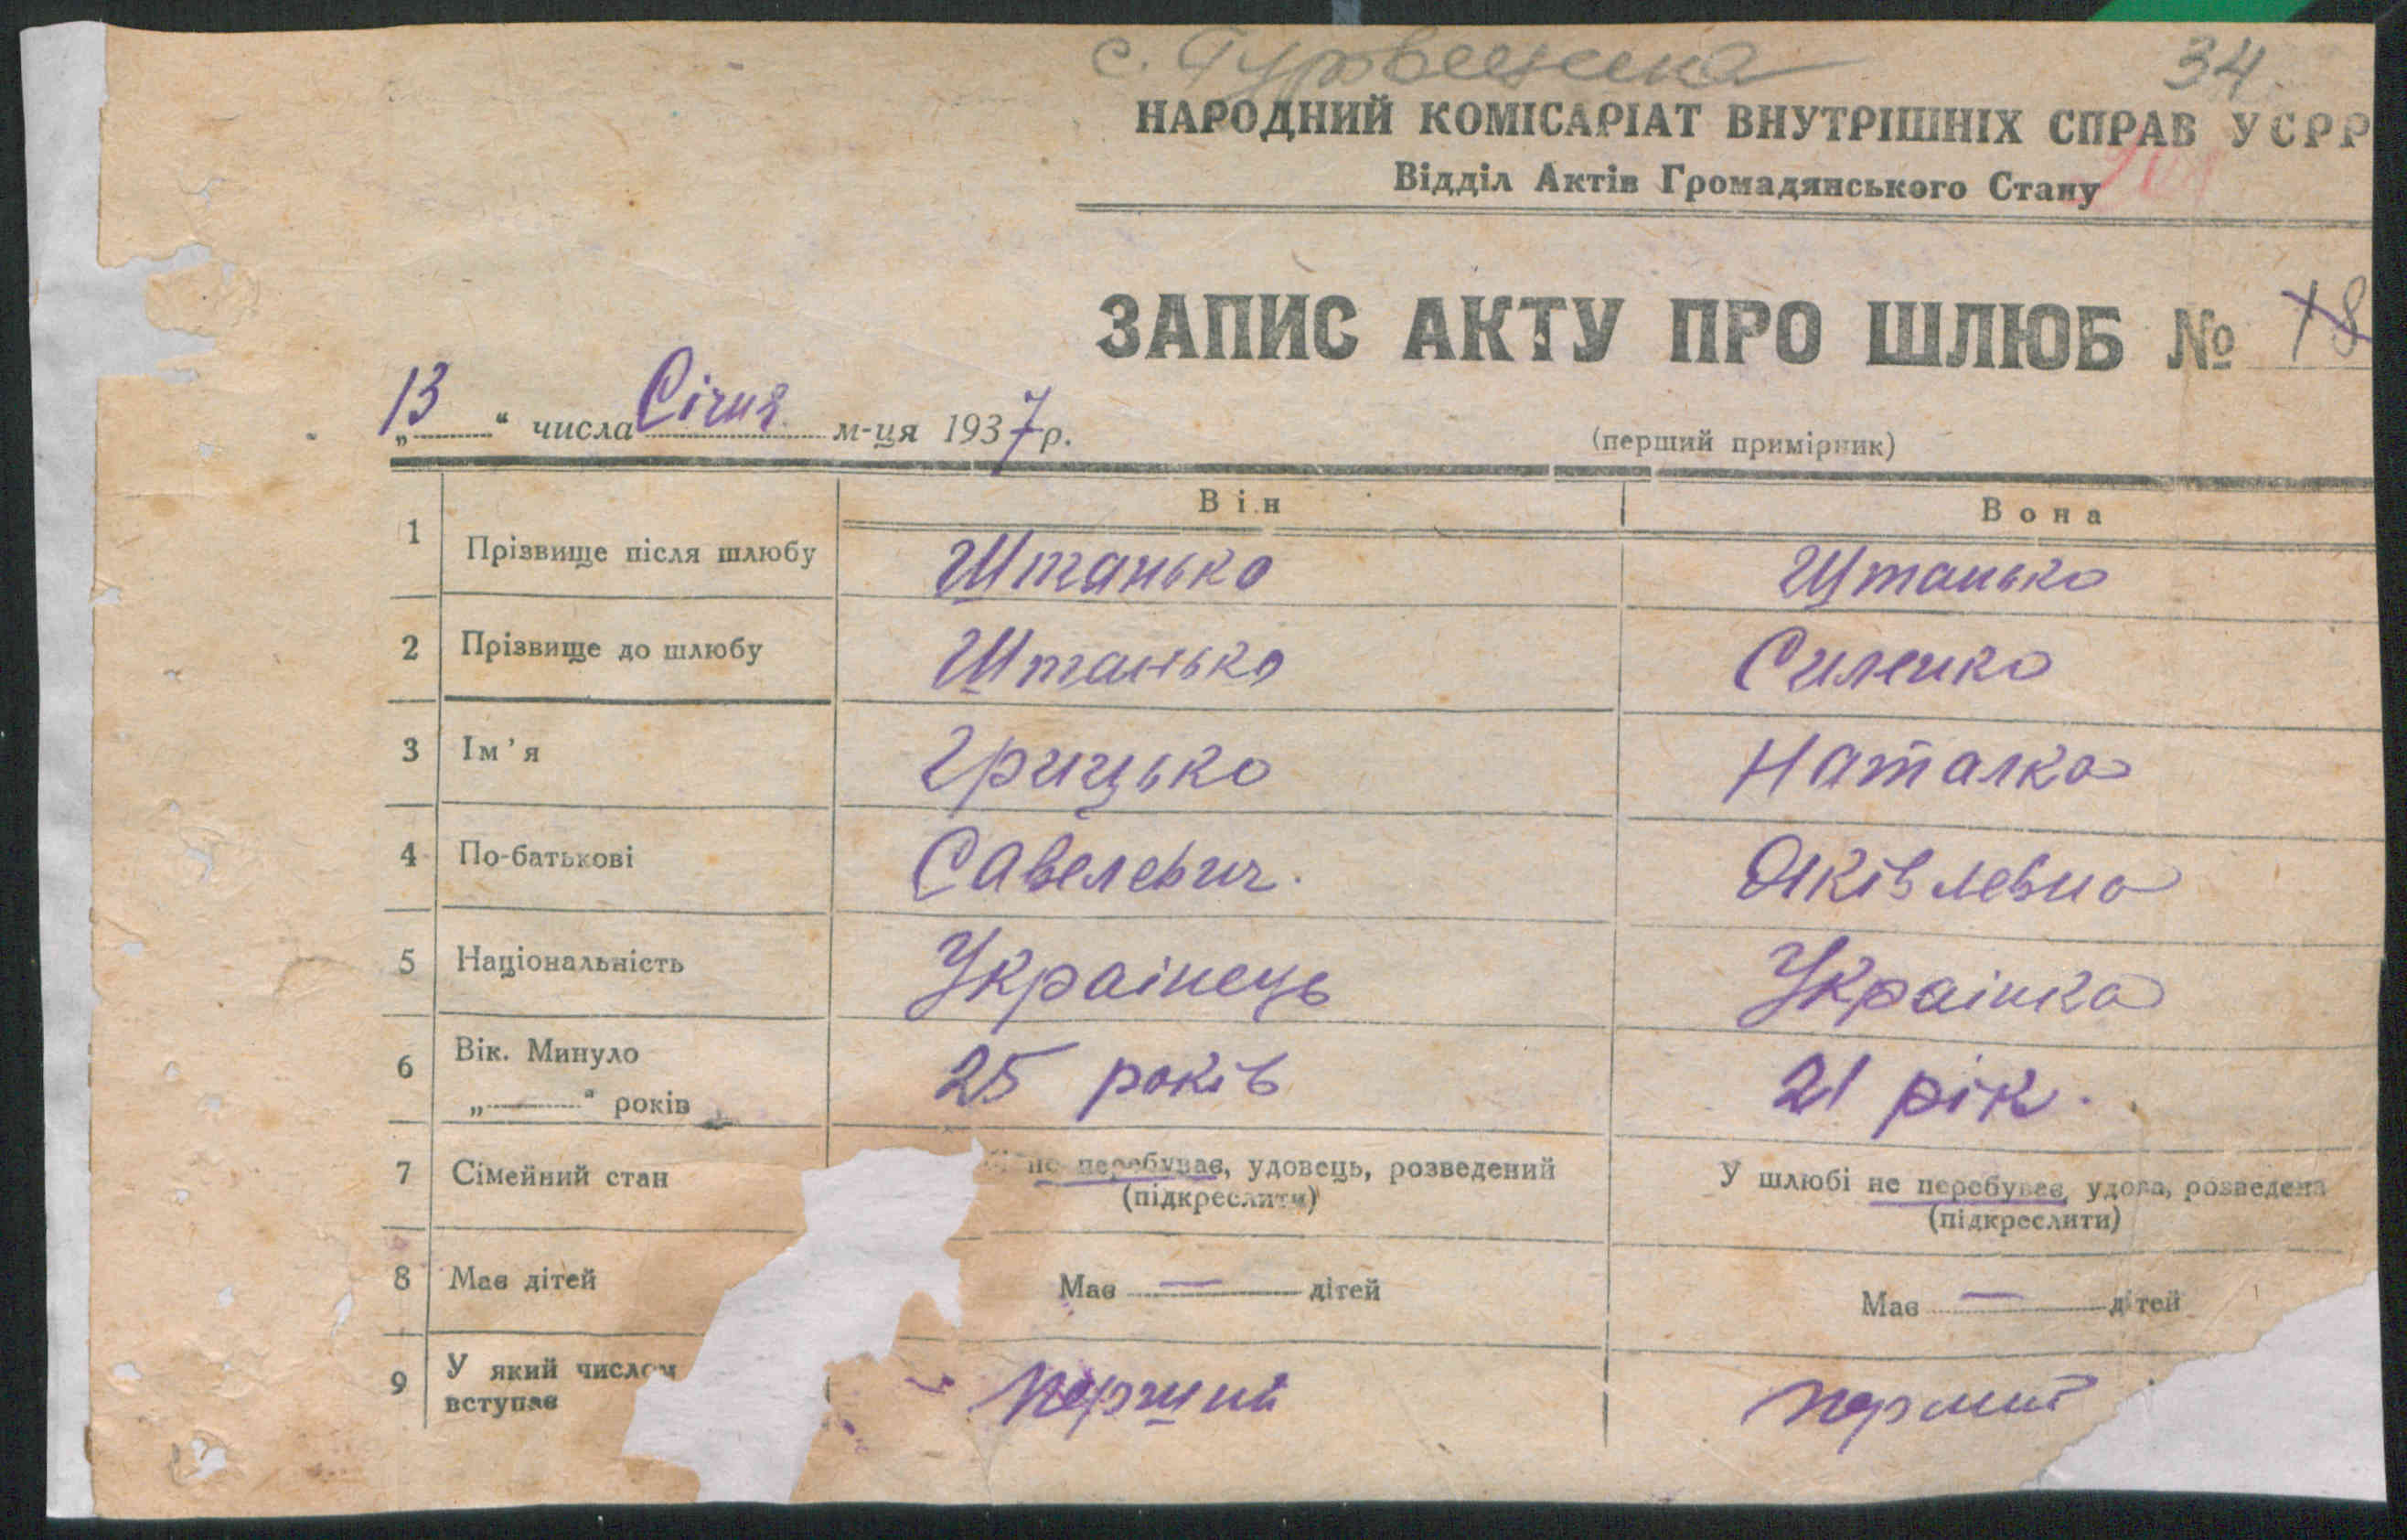 с. Гурбинцина 34
НАРОДНИЙ КОМІСАРІАТ ВНУТРІШНІХ СПРАВ УСРР
Відділ Актів Громадянського Стану
ЗАПИС АКТУ ПРО ШЛЮБ № 18
„13“ числа Січня м-ця 1937 р.
(перший примірник)
Він Вона
1 Прізвище після шлюбу Штанько Штанько
2 Прізвище до шлюбу Штанько Силенко
3 Ім’я Грицько Наталка
4 По-батькові Савелевич. Яківлевна
5 Національність Українець Українка
6 Вік. Минуло 25 років 21 рік.
„—“ років
7 Сімейний стан не перебуває, удовець, розведений У шлюбі не перебуває, удова, розведена
(підкреслити) (підкреслити)
8 Має дітей Має — дітей Має — дітей
9 У який числом перший перший
вступає